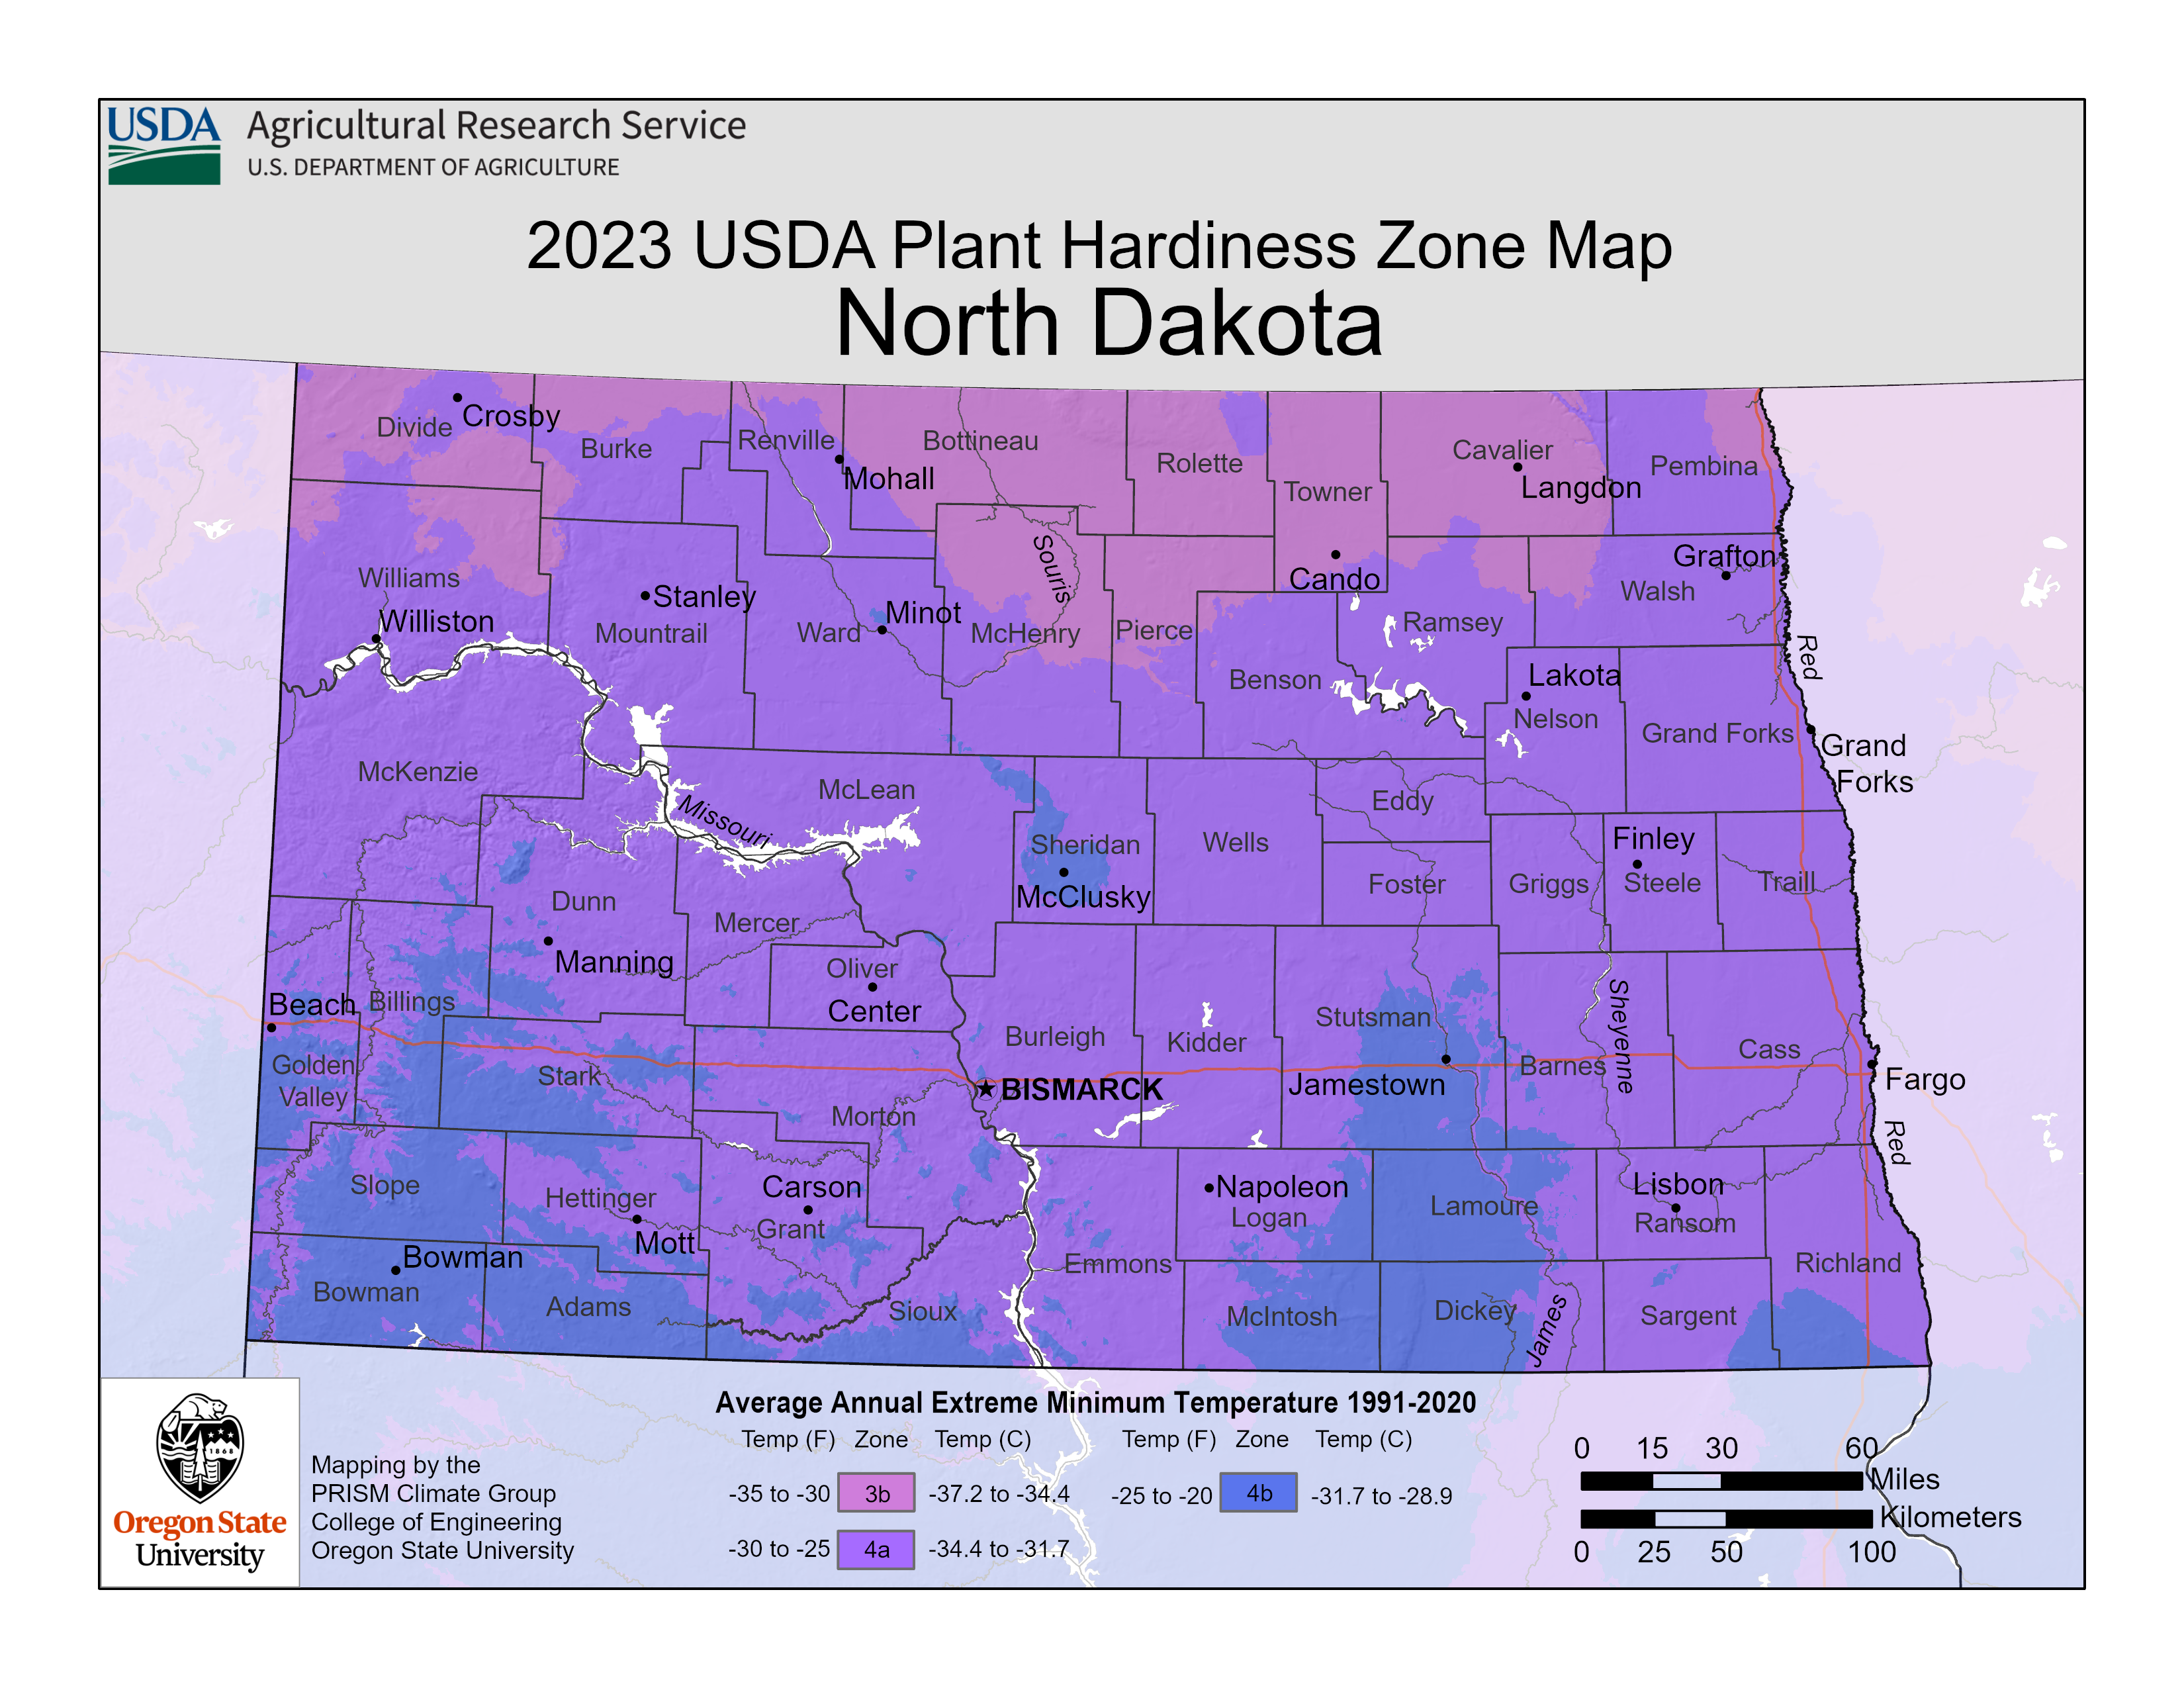 USDA
Agricultural Research Service
U.S. DEPARTMENT OF AGRICULTURE
2023 USDA Plant Hardiness Zone Map
North Dakota
Divide
Crosby
Burke
Renville
Mohall
Bottineau
Rolette
Towner
Cavalier
Langdon
Pembina
Williams
Williston
Stanley
Mountrail
Ward
Minot
McHenry
Souris
Pierce
Cando
Ramsey
Grafton
Walsh
Red
Benson
Lakota
Nelson
Grand Forks
Grand
Forks
McKenzie
McLean
Missouri
Sheridan
McClusky
Wells
Eddy
Foster
Griggs
Finley
Steele
Traill
Dunn
Manning
Mercer
Oliver
Center
Beach
Billings
Golden
Valley
Stark
Morton
Burleigh
BISMARCK
Kidder
Stutsman
Jamestown
Barnes
Sheyenne
Cass
Fargo
Red
Slope
Hettinger
Mott
Carson
Grant
Napoleon
Logan
Lamoure
Lisbon
Ransom
Richland
Bowman
Bowman
Adams
Sioux
Emmons
McIntosh
Dickey
James
Sargent
1868
Oregon State
University
Mapping by the
PRISM Climate Group
College of Engineering
Oregon State University
Average Annual Extreme Minimum Temperature 1991-2020
Temp (F) Zone Temp (C) Temp (F) Zone Temp (C)
-35 to -30 3b -37.2 to -34.4 -25 to -20 4b -31.7 to -28.9
-30 to -25 4a -34.4 to -31.7
0 15 30 60
Miles
Kilometers
0 25 50 100